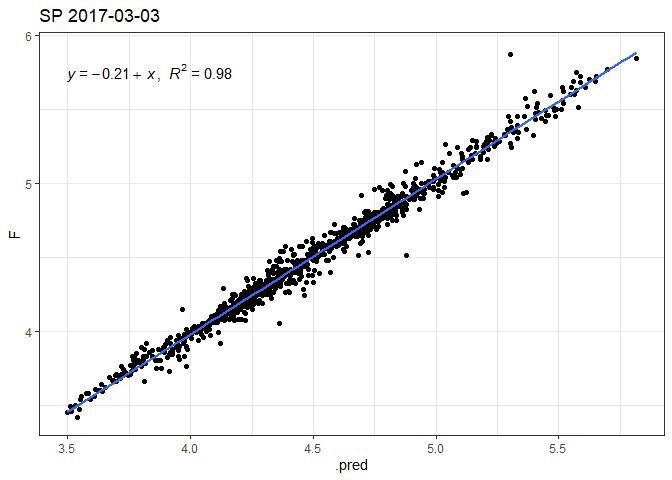 SP 2017-03-03
6
y = −0.21 + x, R² = 0.98
5
F
4
3.5 4.0 4.5 5.0 5.5
.pred